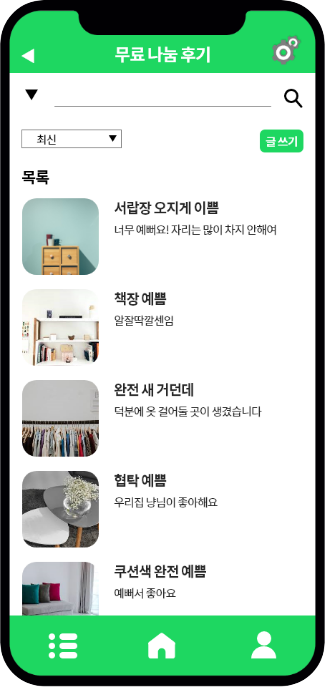 무료 나눔 후기
최신
글 쓰기
목록
서랍장 오지게 이쁨
너무 예뻐요! 자리는 많이 차지 안해여
책장 예쁨
알잘딱깔센임
완전 새 거던데
덕분에 옷 걸어둘 곳이 생겼습니다
협탁 예쁨
우리집 냥님이 좋아해요
쿠션색 완전 예쁨
예뻐서 좋아요